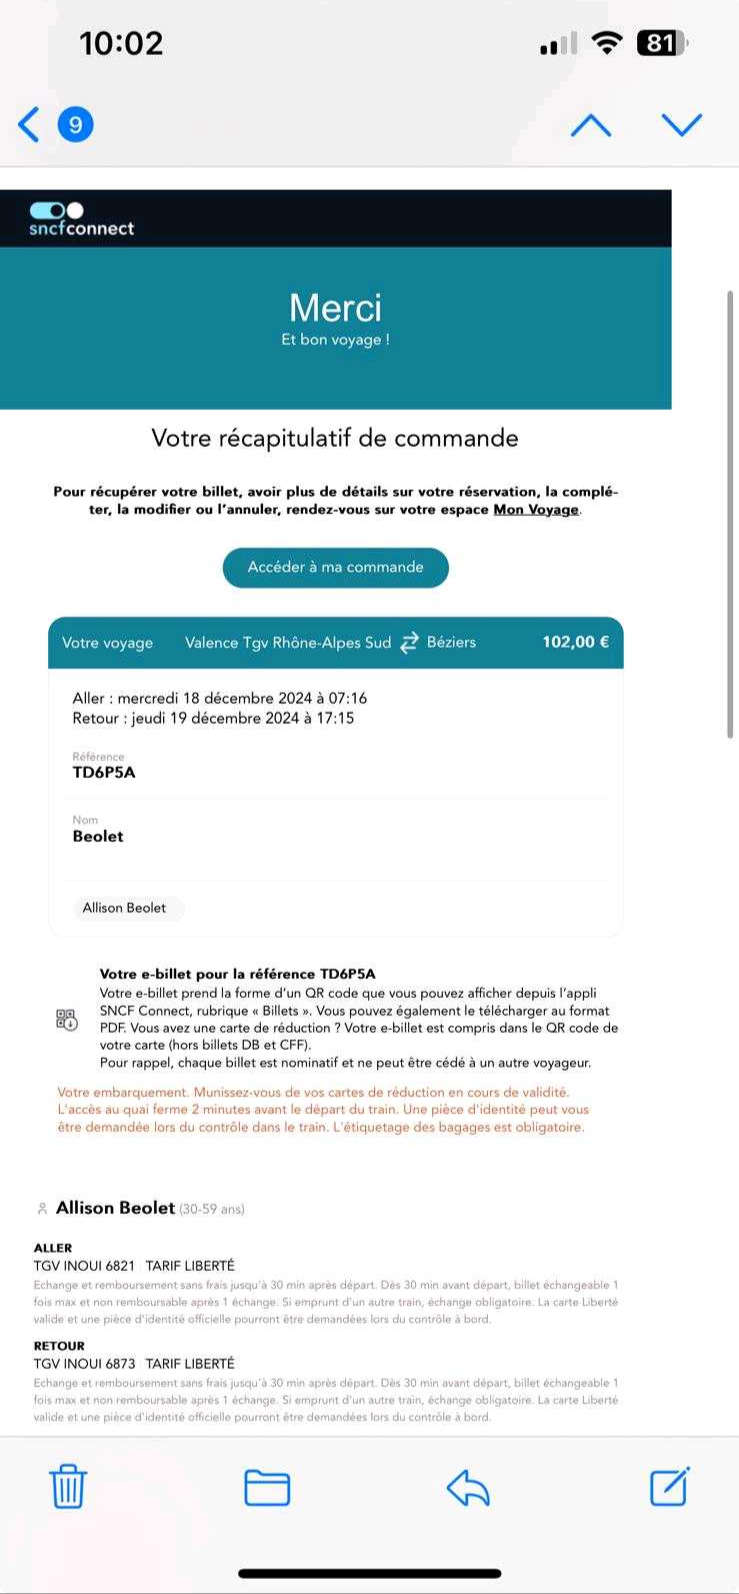 10:02
81
9
sncfconnect
Merci
Et bon voyage !
Votre récapitulatif de commande
Pour récupérer votre billet, avoir plus de détails sur votre réservation, la complé-
ter, la modifier ou l'annuler, rendez-vous sur votre espace Mon Voyage.
Accéder à ma commande
Votre voyage Valence Tgv Rhône-Alpes Sud Béziers 102,00 €
Aller : mercredi 18 décembre 2024 à 07:16
Retour : jeudi 19 décembre 2024 à 17:15
Référence
TD6P5A
Nom
Beolet
Allison Beolet
Votre e-billet pour la référence TD6P5A
Votre e-billet prend la forme d'un QR code que vous pouvez afficher depuis l'appli
SNCF Connect, rubrique « Billets ». Vous pouvez également le télécharger au format
PDF. Vous avez une carte de réduction ? Votre e-billet est compris dans le QR code de
votre carte (hors billets DB et CFF).
Pour rappel, chaque billet est nominatif et ne peut être cédé à un autre voyageur.
Votre embarquement. Munissez-vous de vos cartes de réduction en cours de validité.
L'accès au quai ferme 2 minutes avant le départ du train. Une pièce d'identité peut vous
être demandée lors du contrôle dans le train. L'étiquetage des bagages est obligatoire.
Allison Beolet (30-59 ans)
ALLER
TGV INOUI 6821 TARIF LIBERTÉ
Echange et remboursement sans frais jusqu'à 30 min après départ. Dès 30 min avant départ, billet échangeable 1
fois max et non remboursable après 1 échange. Si emprunt d'un autre train, échange obligatoire. La carte Liberté
valide et une pièce d'identité officielle pourront être demandées lors du contrôle à bord.
RETOUR
TGV INOUI 6873 TARIF LIBERTÉ
Echange et remboursement sans frais jusqu'à 30 min après départ. Dès 30 min avant départ, billet échangeable 1
fois max et non remboursable après 1 échange. Si emprunt d'un autre train, échange obligatoire. La carte Liberté
valide et une pièce d'identité officielle pourront être demandées lors du contrôle à bord.